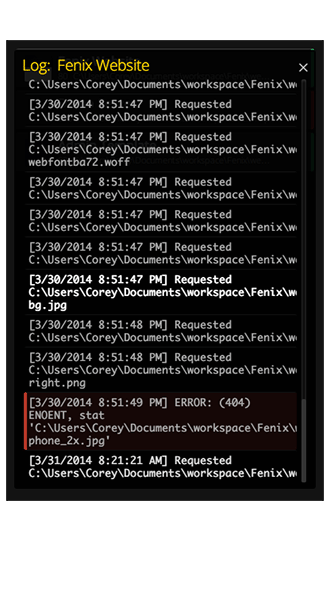 Log: Fenix Website
C:\Users\Corey\Documents\workspace\Fenix\we
[3/30/2014 8:51:47 PM] Requested
C:\Users\Corey\Documents\workspace\Fenix\we
[3/30/2014 8:51:47 PM] Requested
C:\Users\Corey\Documents\workspace\Fenix\we
webfontba72.woff
[3/30/2014 8:51:47 PM] Requested
C:\Users\Corey\Documents\workspace\Fenix\we
[3/30/2014 8:51:47 PM] Requested
C:\Users\Corey\Documents\workspace\Fenix\we
[3/30/2014 8:51:47 PM] Requested
C:\Users\Corey\Documents\workspace\Fenix\we
[3/30/2014 8:51:47 PM] Requested
C:\Users\Corey\Documents\workspace\Fenix\we
bg.jpg
[3/30/2014 8:51:48 PM] Requested
C:\Users\Corey\Documents\workspace\Fenix\we
[3/30/2014 8:51:48 PM] Requested
C:\Users\Corey\Documents\workspace\Fenix\we
right.png
[3/30/2014 8:51:49 PM] ERROR: (404)
ENOENT, stat
'C:\Users\Corey\Documents\workspace\Fenix\w
phone_2x.jpg'
[3/31/2014 8:21:21 AM] Requested
C:\Users\Corey\Documents\workspace\Fenix\we